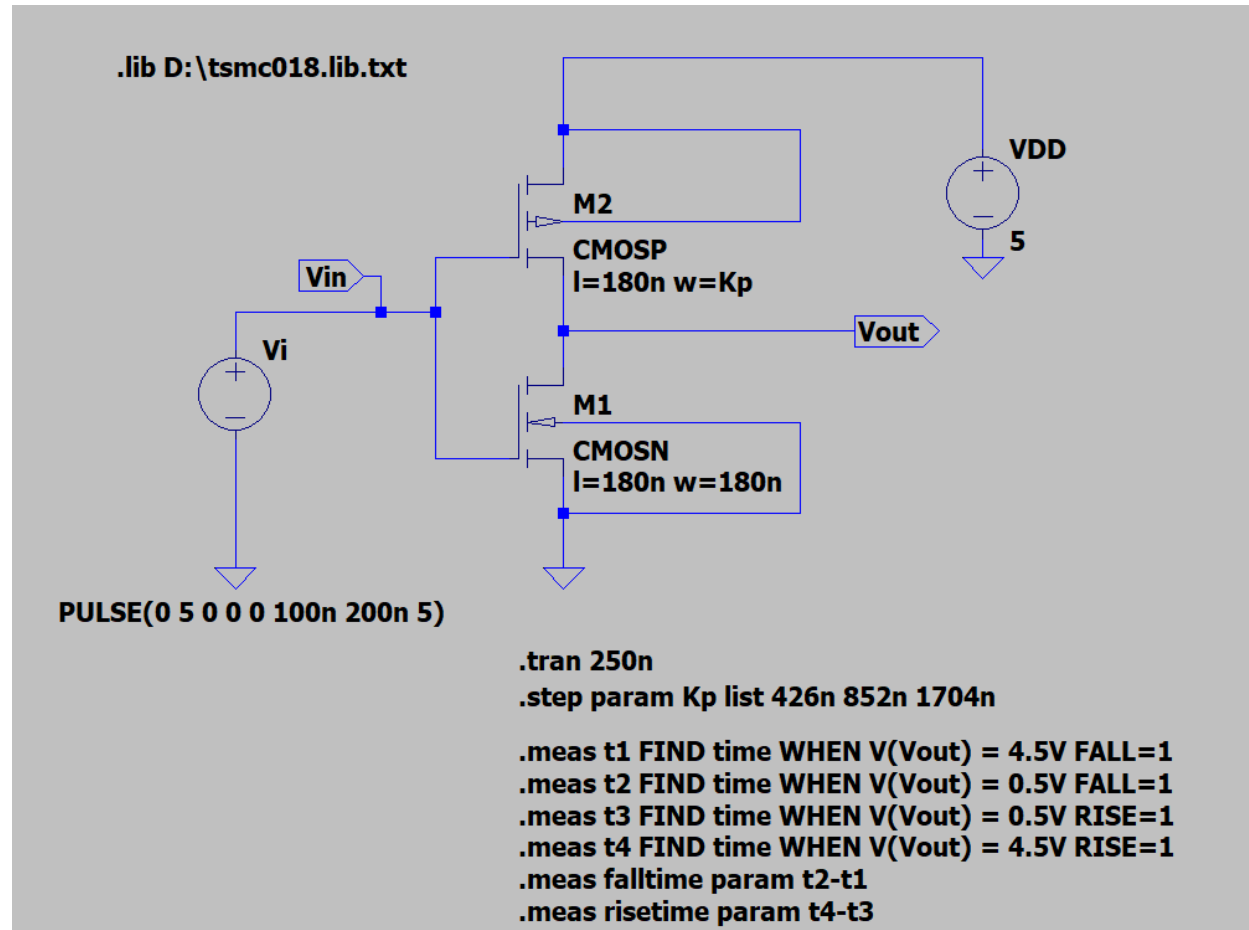 .lib D:\tsmc018.lib.txt
VDD
5
M2
CMOSP
l=180n w=Kp
Vin
Vout
Vi
M1
CMOSN
l=180n w=180n
PULSE(0 5 0 0 0 100n 200n 5)
.tran 250n
.step param Kp list 426n 852n 1704n
.meas t1 FIND time WHEN V(Vout) = 4.5V FALL=1
.meas t2 FIND time WHEN V(Vout) = 0.5V FALL=1
.meas t3 FIND time WHEN V(Vout) = 0.5V RISE=1
.meas t4 FIND time WHEN V(Vout) = 4.5V RISE=1
.meas falltime param t2-t1
.meas risetime param t4-t3